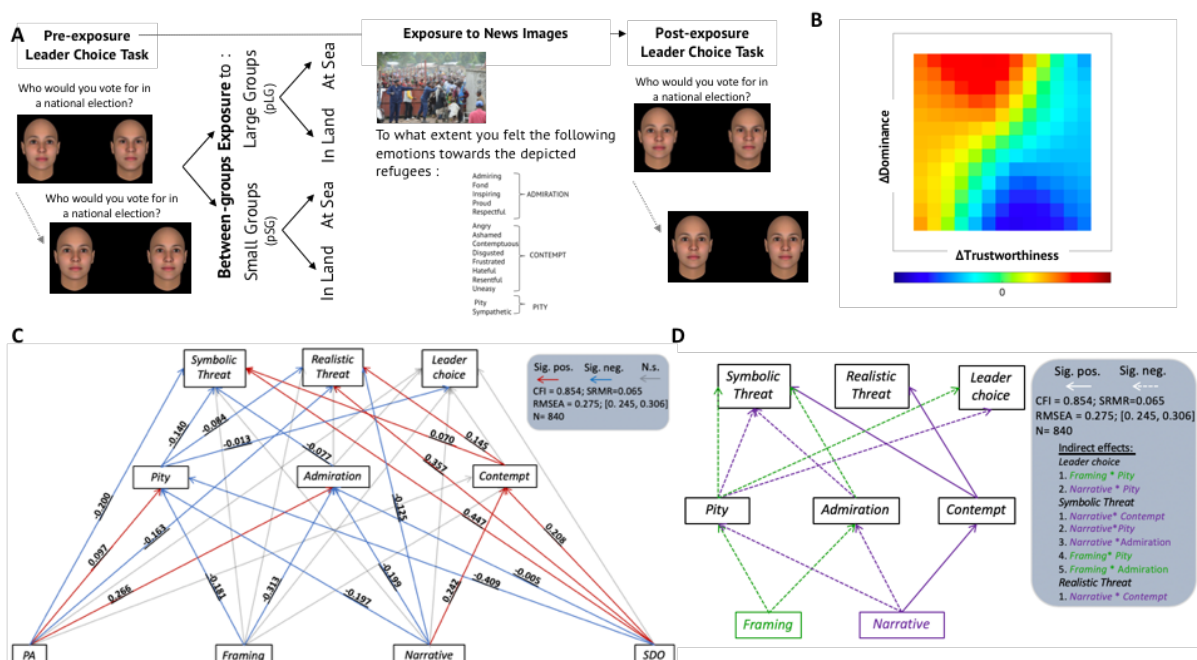 A
Pre-exposure
Leader Choice Task
Exposure to News Images
Post-exposure
Leader Choice Task
Who would you vote for in
a national election?
Who would you vote for in
a national election?
Between-groups Exposure to :
Large Groups
(pLG)
At Sea
In Land
Small Groups
(pSG)
At Sea
In Land
To what extent you felt the following
emotions towards the depicted
refugees :
Admiring
Fond
Inspiring
Proud
Respectful
ADMIRATION
Angry
Ashamed
Contemptuous
Disgusted
Frustrated
Hateful
Resentful
Uneasy
CONTEMPT
Pity
Sympathetic
PITY
Who would you vote for in
a national election?
B
ΔDominance
ΔTrustworthiness
0
C
Symbolic
Threat
Realistic
Threat
Leader
choice
Sig. pos.
Sig. neg.
N.s.
CFI = 0.854; SRMR=0.065
RMSEA = 0.275; [0. 245, 0.306]
N= 840
-0.140
-0.084
-0.013
-0.077
0.070
0.145
0.357
-0.200
Pity
Admiration
Contempt
-0.125
-0.163
0.447
0.208
0.097
0.266
-0.181
-0.313
-0.199
-0.197
0.242
-0.409
-0.005
PA
Framing
Narrative
SDO
D
Symbolic
Threat
Realistic
Threat
Leader
choice
Sig. pos.
Sig. neg.
CFI = 0.854; SRMR=0.065
RMSEA = 0.275; [0. 245, 0.306]
N= 840
Indirect effects:
Leader choice
1. Framing * Pity
2. Narrative * Pity
Symbolic Threat
1. Narrative* Contempt
2. Narrative*Pity
3. Narrative *Admiration
4. Framing* Pity
5. Framing * Admiration
Realistic Threat
1. Narrative * Contempt
Pity
Admiration
Contempt
Framing
Narrative